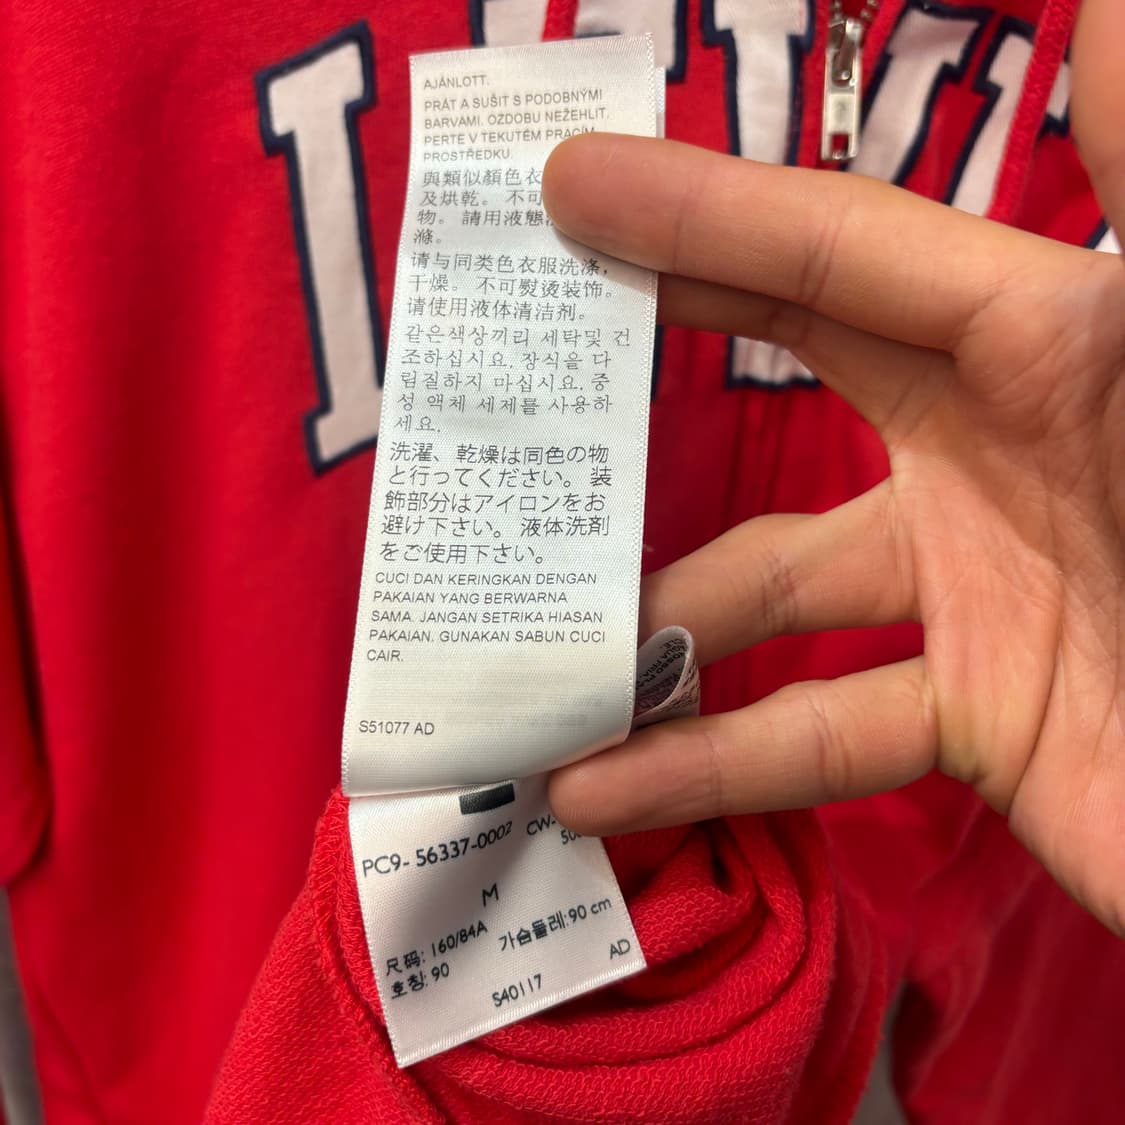 AJÁNLOTT.
PRÁT A SUŠIT S PODOBNÝMI
BARVAMI. OZDOBU NEŽEHLIT.
PERTE V TEKUTÉM PRACÍM
PROSTŘEDKU.
與類似顏色衣
及烘乾。 不可
物。 請用液態
滌。
请与同类色衣服洗涤，
干燥。 不可熨烫装饰。
请使用液体清洁剂。
같은색상끼리 세탁및 건
조하십시요. 장식을 다
림질하지 마십시요. 중
성 액체 세제를 사용하
세요.
洗濯、乾燥は同色の物
と行ってください。 装
飾部分はアイロンをお
避け下さい。 液体洗剤
をご使用下さい。
CUCI DAN KERINGKAN DENGAN
PAKAIAN YANG BERWARNA
SAMA. JANGAN SETRIKA HIASAN
PAKAIAN. GUNAKAN SABUN CUCI
CAIR.
S51077 AD
PC9- 56337-0002 CW-
M
尺码: 160/84A 가슴둘레:90 cm
호칭: 90
S40117 AD